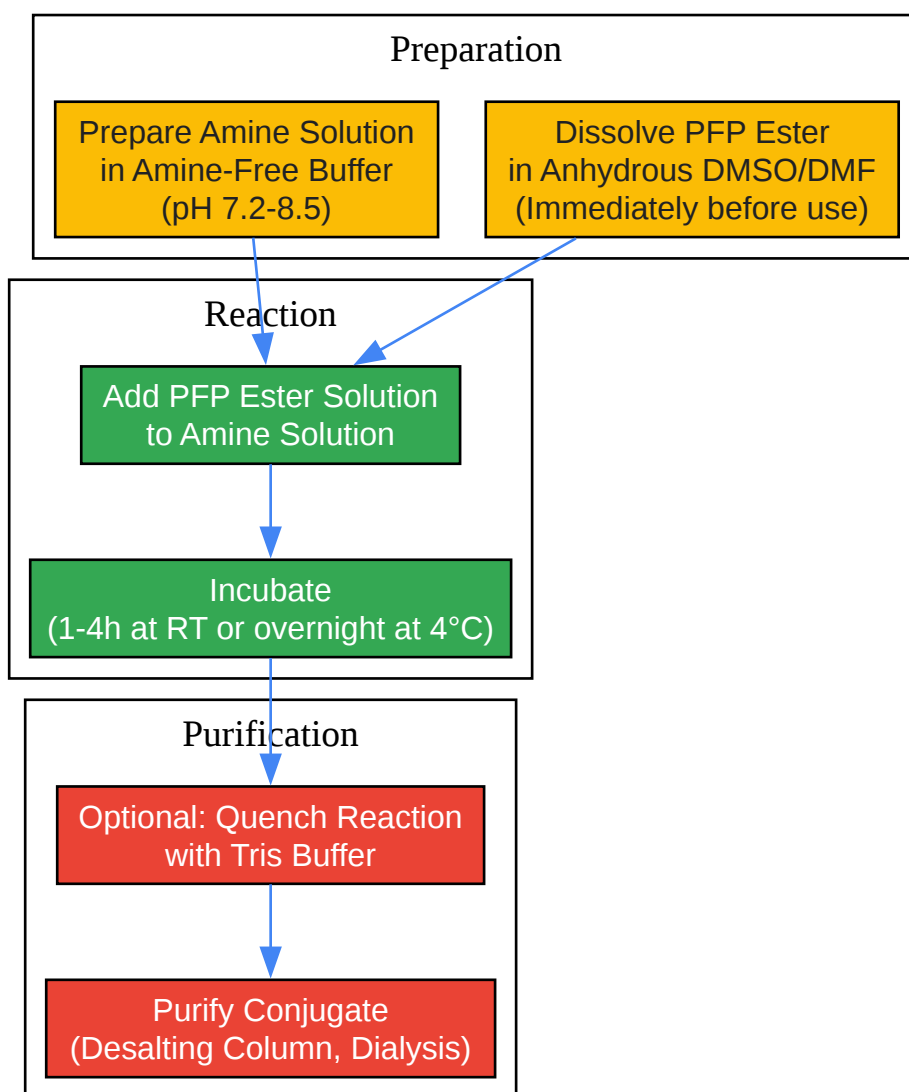 Preparation
Prepare Amine Solution
in Amine-Free Buffer
(pH 7.2-8.5)
Dissolve PFP Ester
in Anhydrous DMSO/DMF
(Immediately before use)
Reaction
Add PFP Ester Solution
to Amine Solution
Incubate
(1-4h at RT or overnight at 4°C)
Purification
Optional: Quench Reaction
with Tris Buffer
Purify Conjugate
(Desalting Column, Dialysis)